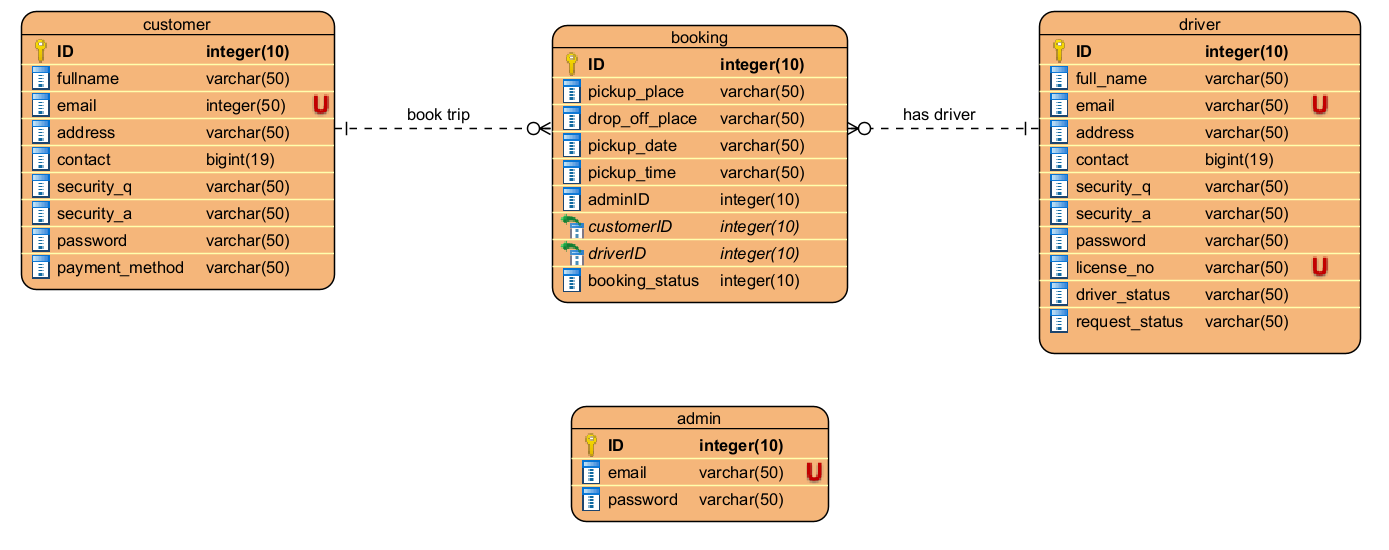 customer
ID integer(10)
fullname varchar(50)
email integer(50) U
address varchar(50)
contact bigint(19)
security_q varchar(50)
security_a varchar(50)
password varchar(50)
payment_method varchar(50)
book trip
booking
ID integer(10)
pickup_place varchar(50)
drop_off_place varchar(50)
pickup_date varchar(50)
pickup_time varchar(50)
adminID integer(10)
customerID integer(10)
driverID integer(10)
booking_status integer(10)
has driver
driver
ID integer(10)
full_name varchar(50)
email varchar(50) U
address varchar(50)
contact bigint(19)
security_q varchar(50)
security_a varchar(50)
password varchar(50)
license_no varchar(50) U
driver_status varchar(50)
request_status varchar(50)
admin
ID integer(10)
email varchar(50) U
password varchar(50)